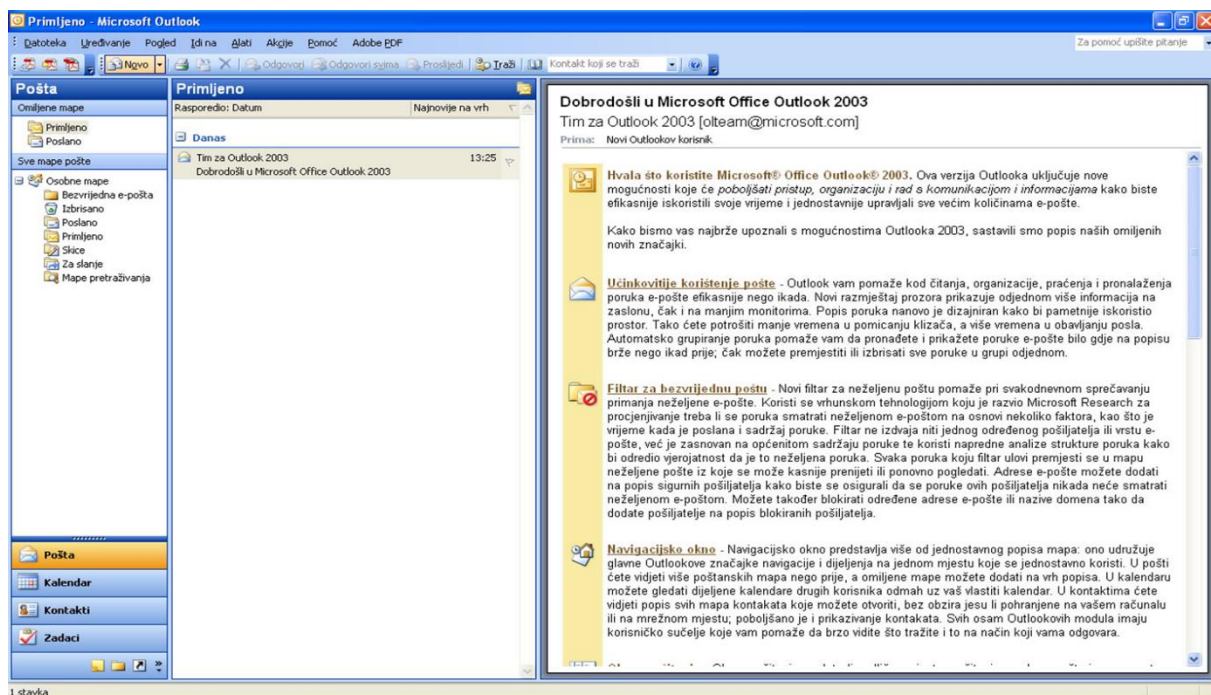 Primljeno - Microsoft Outlook
Datoteka Uređivanje Pogled Idi na Alati Akcije Pomoć Adobe PDF
Za pomoć upišite pitanje
Novo Odgovori Odgovori svima Proslijedi Traži Kontakt koji se traži
Pošta
Omiljene mape
Primljeno
Poslano
Sve mape pošte
Osobne mape
Bezvrijedna e-pošta
Izbrisano
Poslano
Primljeno
Skice
Za slanje
Mape pretraživanja
Pošta
Kalendar
Kontakti
Zadaci
Primljeno
Rasporedio: Datum Najnovije na vrh
Danas
Tim za Outlook 2003 13:25
Dobrodošli u Microsoft Office Outlook 2003
Dobrodošli u Microsoft Office Outlook 2003
Tim za Outlook 2003 [olteam@microsoft.com]
Prima: Novi Outlookov korisnik
Hvala što koristite Microsoft® Office Outlook® 2003. Ova verzija Outlooka uključuje nove
mogućnosti koje će poboljšati pristup, organizaciju i rad s komunikacijom i informacijama kako biste
efikasnije iskoristili svoje vrijeme i jednostavnije upravljali sve većim količinama e-pošte.
Kako bismo vas najbrže upoznali s mogućnostima Outlooka 2003, sastavili smo popis naših omiljenih
novih značajki.
Učinkovitije korištenje pošte - Outlook vam pomaže kod čitanja, organizacije, praćenja i pronalaženja
poruka e-pošte efikasnije nego ikada. Novi razmještaj prozora prikazuje odjednom više informacija na
zaslonu, čak i na manjim monitorima. Popis poruka nanovo je dizajniran kako bi pametnije iskoristio
prostor. Tako ćete potrošiti manje vremena u pomicanju klizača, a više vremena u obavljanju posla.
Automatsko grupiranje poruka pomaže vam da pronađete i prikažete poruke e-pošte bilo gdje na popisu
brže nego ikad prije; čak možete premjestiti ili izbrisati sve poruke u grupi odjednom.
Filtar za bezvrijednu poštu - Novi filtar za neželjenu poštu pomaže pri svakodnevnom sprečavanju
primanja neželjene e-pošte. Koristi se vrhunskom tehnologijom koju je razvio Microsoft Research za
procjenjivanje treba li se poruka smatrati neželjenom e-poštom na osnovi nekoliko faktora, kao što je
vrijeme kada je poslana i sadržaj poruke. Filtar ne izdvaja niti jednog određenog pošiljatelja ili vrstu e-
pošte, već je zasnovan na općenitom sadržaju poruke te koristi napredne analize strukture poruka kako
bi odredio vjerojatnost da je to neželjena poruka. Svaka poruka koju filtar ulovi premjesti se u mapu
neželjene pošte iz koje se može kasnije prenijeti ili ponovno pogledati. Adrese e-pošte možete dodati
na popis sigurnih pošiljatelja kako biste se osigurali da se poruke ovih pošiljatelja nikada neće smatrati
neželjenom e-poštom. Možete također blokirati određene adrese e-pošte ili nazive domena tako da
dodate pošiljatelje na popis blokiranih pošiljatelja.
Navigacijsko okno - Navigacijsko okno predstavlja više od jednostavnog popisa mapa: ono udružuje
glavne Outlookove značajke navigacije i dijeljenja na jednom mjestu koje se jednostavno koristi. U pošti
ćete vidjeti više poštanskih mapa nego prije, a omiljene mape možete dodati na vrh popisa. U kalendaru
možete gledati dijeljene kalendare drugih korisnika odmah uz vaš vlastiti kalendar. U kontaktima ćete
vidjeti popis svih mapa kontakata koje možete otvoriti, bez obzira jesu li pohranjene na vašem računalu
ili na mrežnom mjestu; poboljšano je i prikazivanje kontakata. Svih osam Outlookovih modula imaju
korisničko sučelje koje vam pomaže da brzo vidite što tražite i to na način koji vama odgovara.
1 stavka